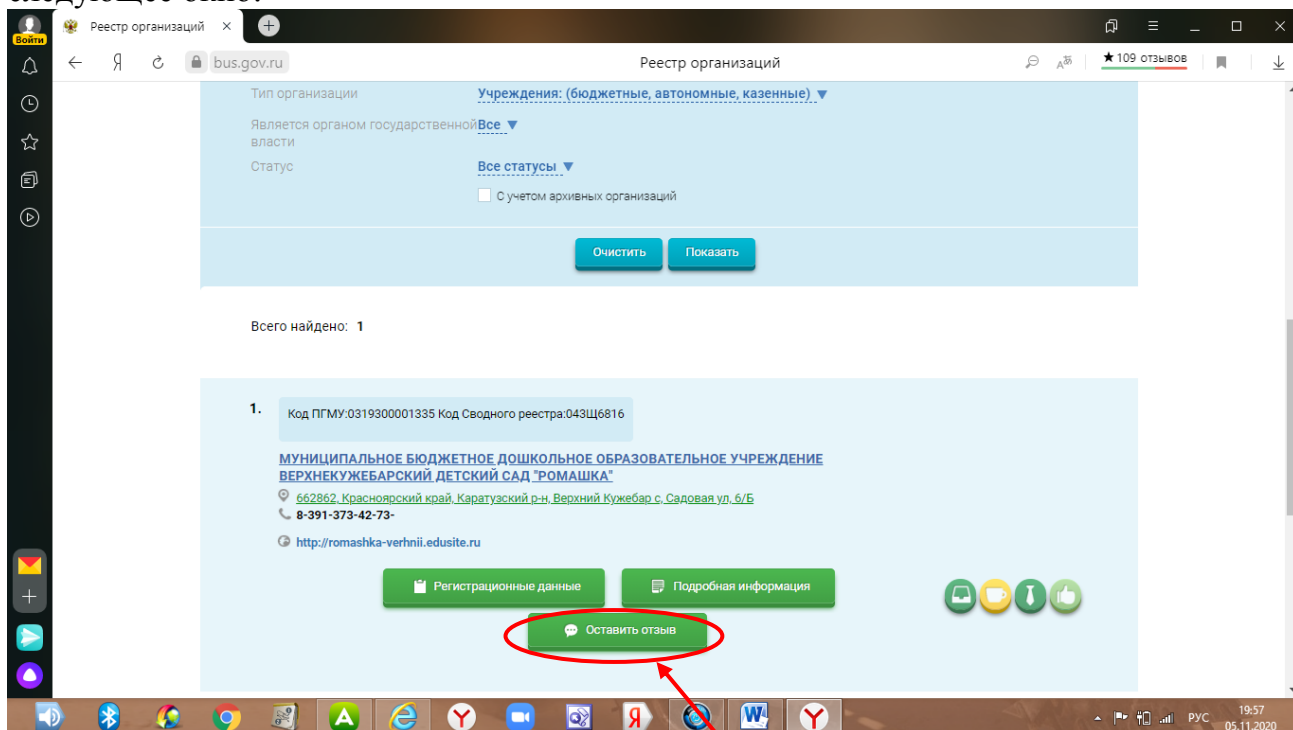 следующее окно:
Войти
Реестр организаций
bus.gov.ru
Реестр организаций
★109 отзывов
Тип организации Учреждения: (бюджетные, автономные, казенные)
Является органом государственной Все
власти
Статус Все статусы
С учетом архивных организаций
Очистить Показать
Всего найдено: 1
1. Код ПГМУ:0319300001335 Код Сводного реестра:043Щ6816
МУНИЦИПАЛЬНОЕ БЮДЖЕТНОЕ ДОШКОЛЬНОЕ ОБРАЗОВАТЕЛЬНОЕ УЧРЕЖДЕНИЕ
ВЕРХНЕКУЖЕБАРСКИЙ ДЕТСКИЙ САД "РОМАШКА"
662862, Красноярский край, Каратузский р-н, Верхний Кужебар с, Садовая ул, 6/Б
8-391-373-42-73-
http://romashka-verhnii.edusite.ru
Регистрационные данные Подробная информация
Оставить отзыв
РУС
19:57
05.11.2020